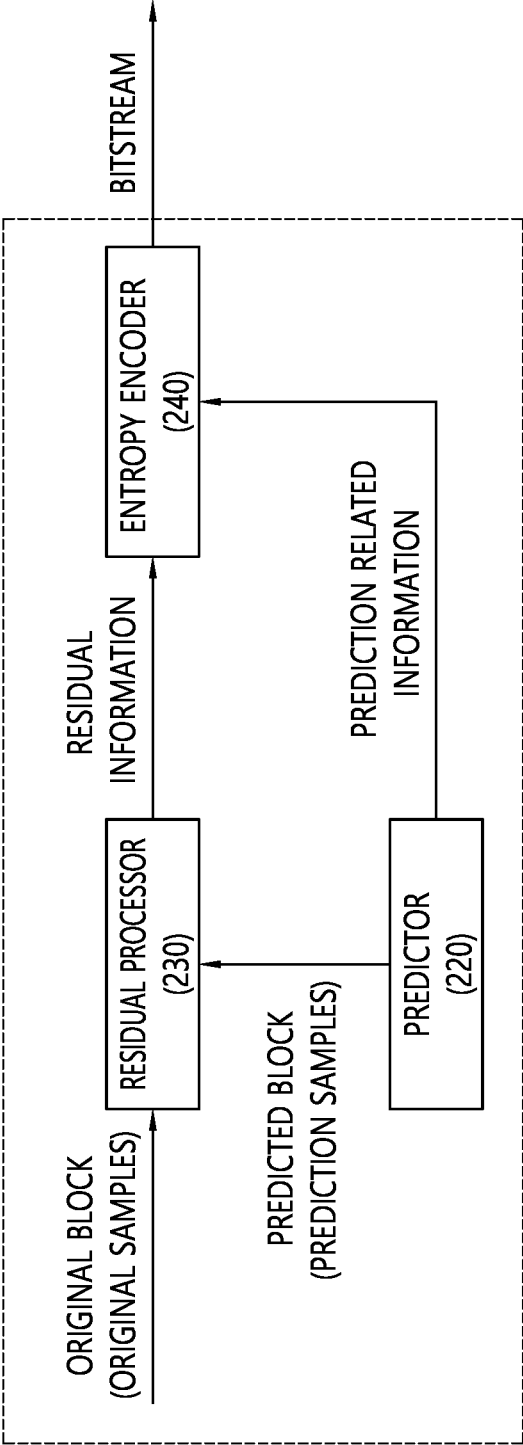 ORIGINAL BLOCK
(ORIGINAL SAMPLES)
RESIDUAL PROCESSOR
(230)
RESIDUAL
INFORMATION
ENTROPY ENCODER
(240)
BITSTREAM
PREDICTED BLOCK
(PREDICTION SAMPLES)
PREDICTOR
(220)
PREDICTION RELATED
INFORMATION